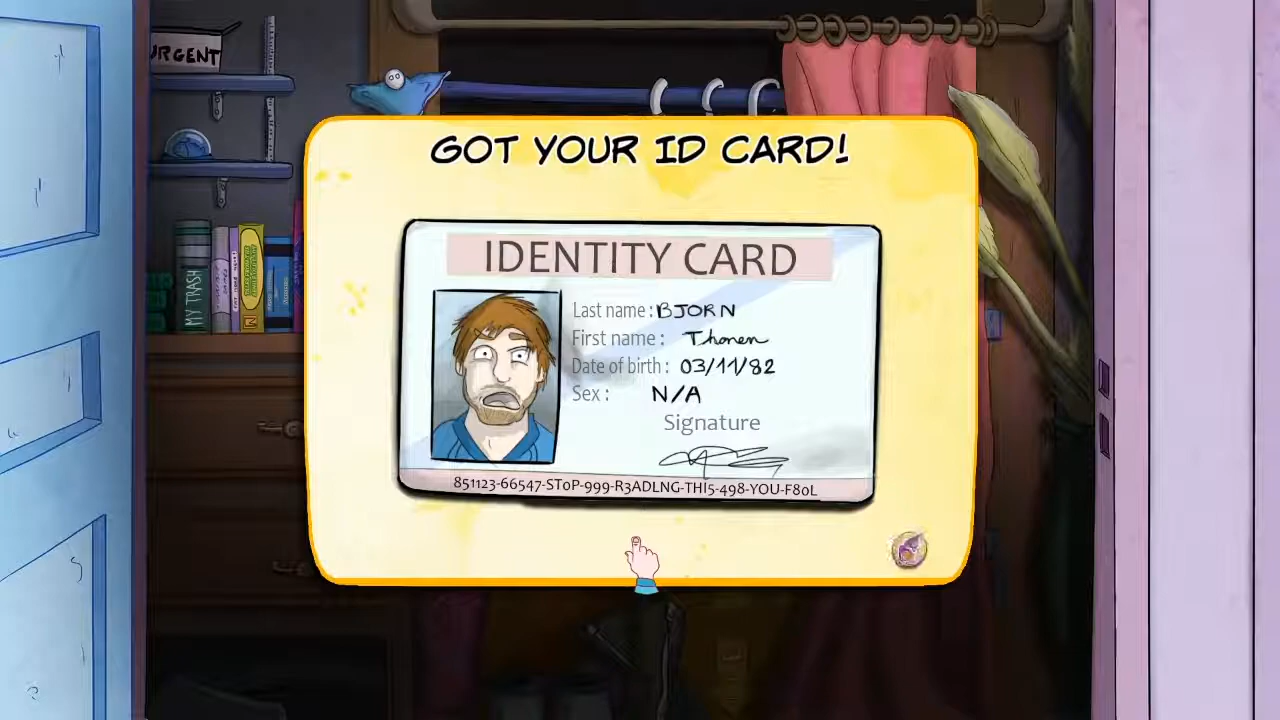 URGENT
GOT YOUR ID CARD!
IDENTITY CARD
Last name : BJORN
First name : Thonen
Date of birth : 03/11/82
Sex : N/A
Signature
851123-66547-SToP-999-R3ADLNG-THI5-498-YOU-F8oL
MY TRASH